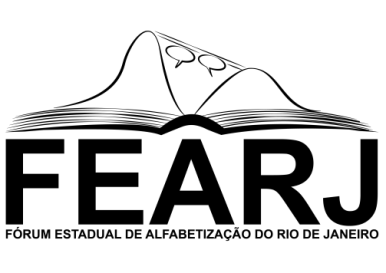 FEARJ
FÓRUM ESTADUAL DE ALFABETIZAÇÃO DO RIO DE JANEIRO